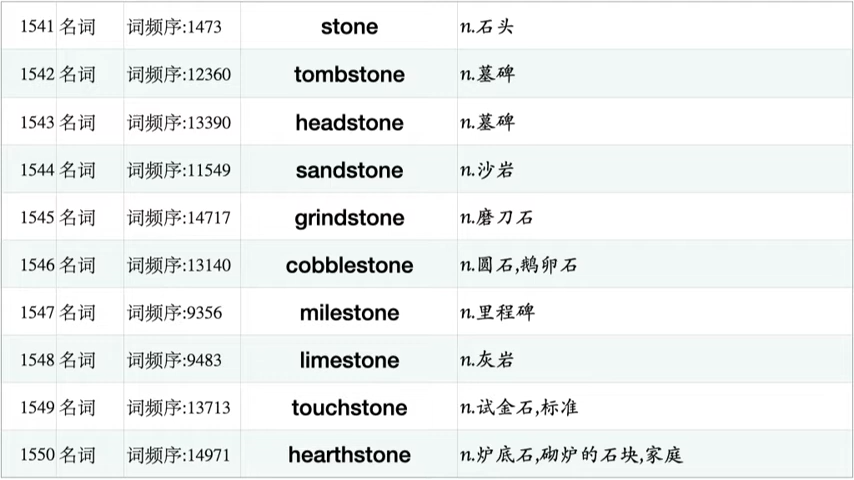 1541 名词 词频序:1473 stone n.石头
1542 名词 词频序:12360 tombstone n.墓碑
1543 名词 词频序:13390 headstone n.墓碑
1544 名词 词频序:11549 sandstone n.沙岩
1545 名词 词频序:14717 grindstone n.磨刀石
1546 名词 词频序:13140 cobblestone n.圆石,鹅卵石
1547 名词 词频序:9356 milestone n.里程碑
1548 名词 词频序:9483 limestone n.灰岩
1549 名词 词频序:13713 touchstone n.试金石,标准
1550 名词 词频序:14971 hearthstone n.炉底石,砌炉的石块,家庭